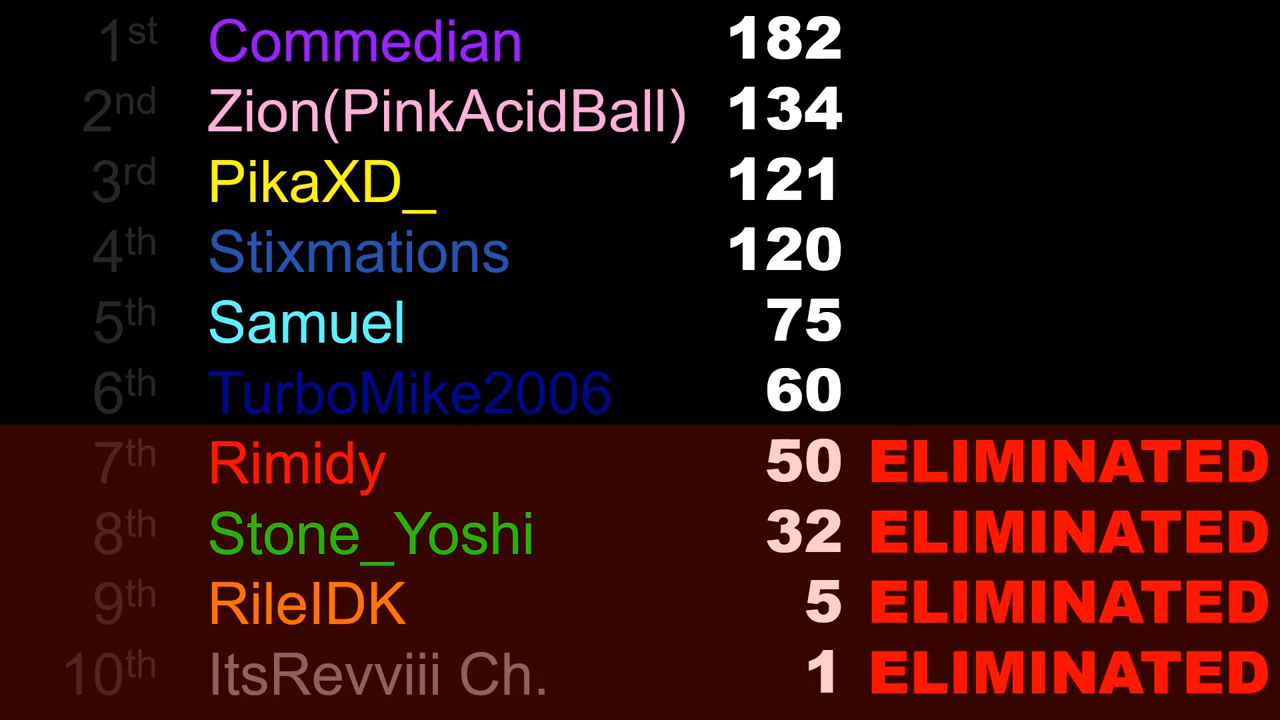 1st Commedian 182
2nd Zion(PinkAcidBall) 134
3rd PikaXD_ 121
4th Stixmations 120
5th Samuel 75
6th TurboMike2006 60
7th Rimidy 50 ELIMINATED
8th Stone_Yoshi 32 ELIMINATED
9th RileIDK 5 ELIMINATED
10th ItsRevviii Ch. 1 ELIMINATED